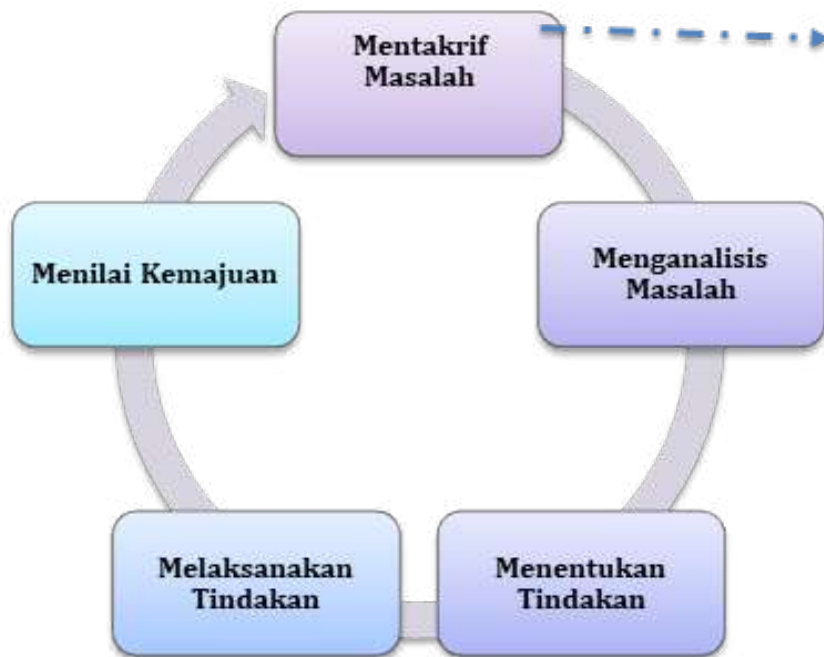 Mentakrif
Masalah
Menganalisis
Masalah
Menentukan
Tindakan
Melaksanakan
Tindakan
Menilai Kemajuan